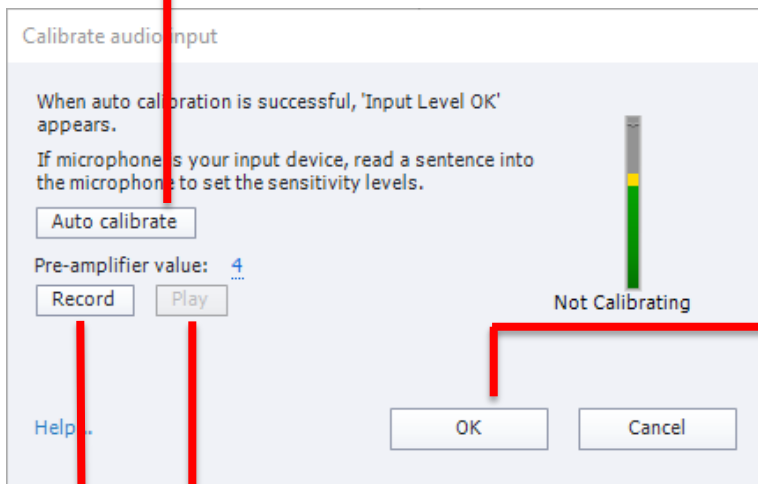 Calibrate audio input
When auto calibration is successful, 'Input Level OK'
appears.
If microphone is your input device, read a sentence into
the microphone to set the sensitivity levels.
Auto calibrate
Pre-amplifier value: 4
Record Play
Not Calibrating
Help...
OK Cancel